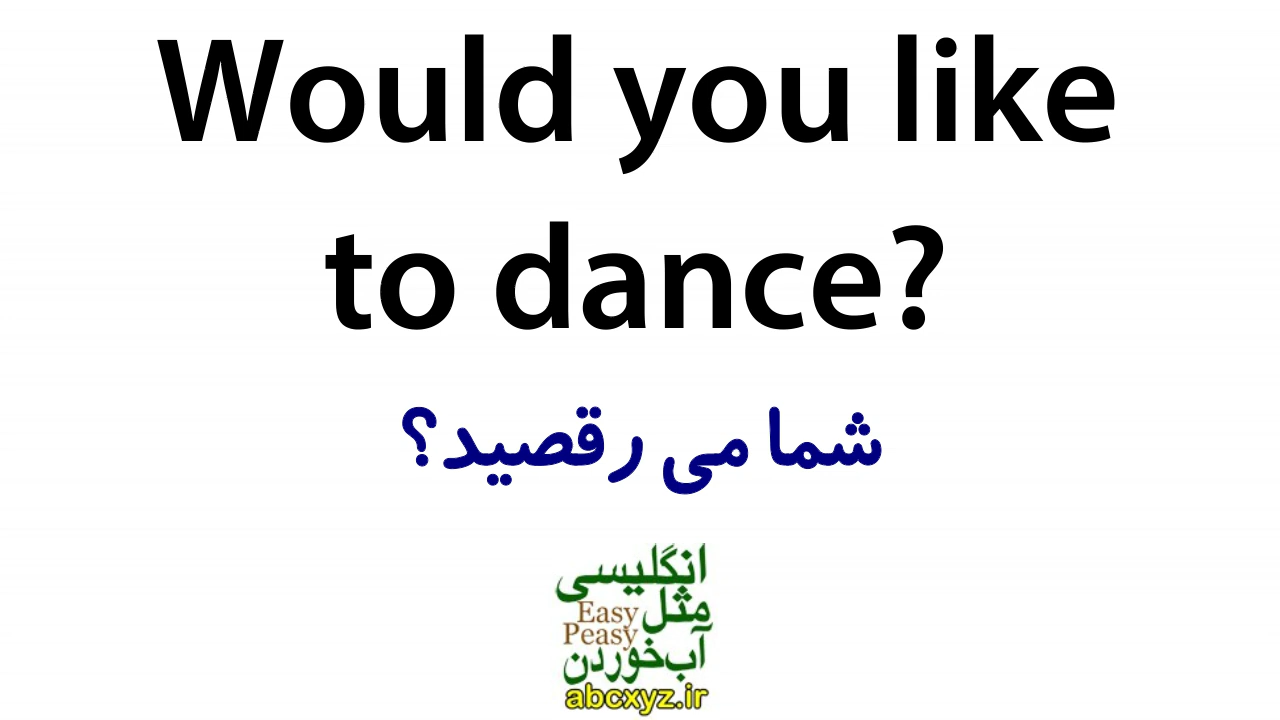 Would you like
to dance?
شما می رقصید؟
انگلیسی
مثل
Easy
Peasy
آب‌خوردن
abcxyz.ir